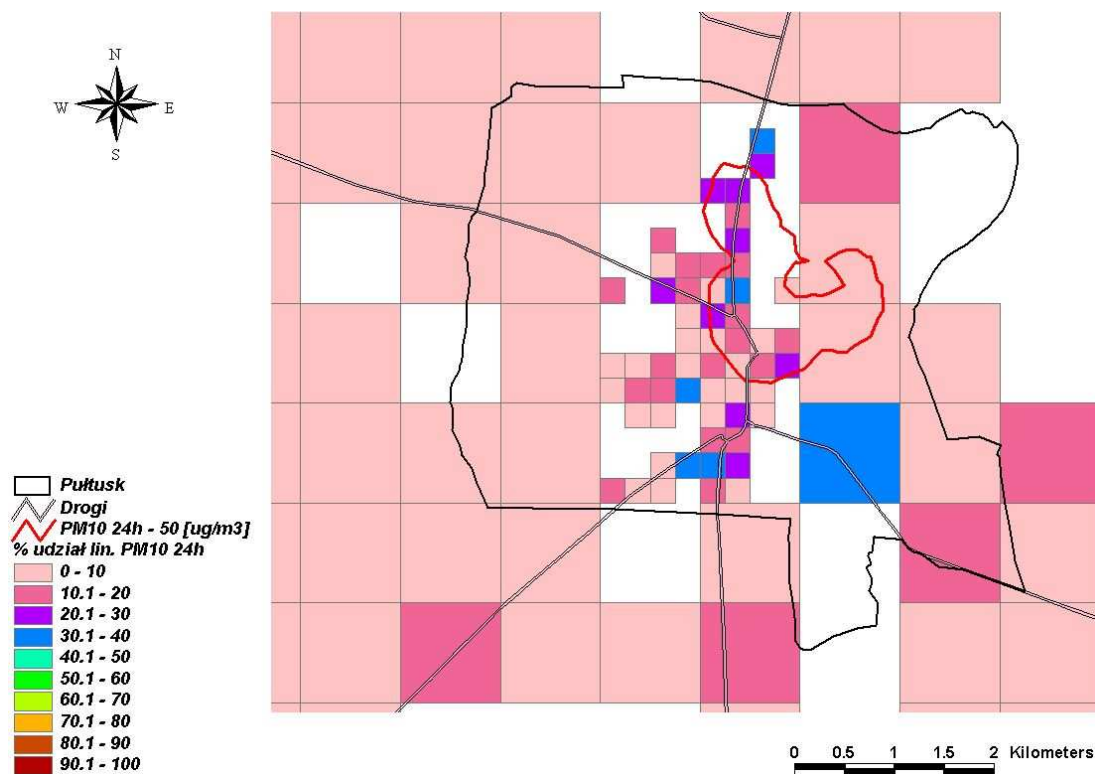 N
W E
S
Pułtusk
Drogi
PM10 24h - 50 [ug/m3]
% udział lin. PM10 24h
0 - 10
10.1 - 20
20.1 - 30
30.1 - 40
40.1 - 50
50.1 - 60
60.1 - 70
70.1 - 80
80.1 - 90
90.1 - 100
0 0.5 1 1.5 2 Kilometers